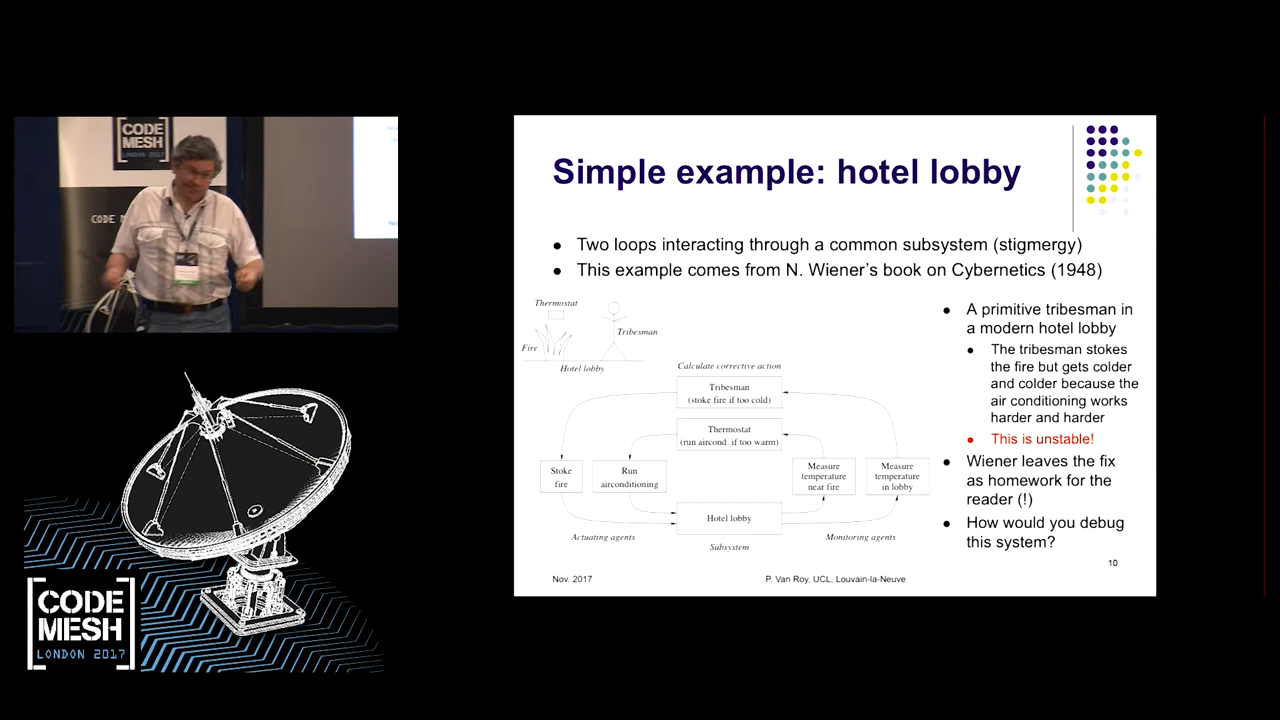 CODE
MESH
LONDON 2017
CODE
Simple example: hotel lobby
● Two loops interacting through a common subsystem (stigmergy)
● This example comes from N. Wiener's book on Cybernetics (1948)
Thermostat
Tribesman
Fire
Hotel lobby
Calculate corrective action
Tribesman
(stoke fire if too cold)
Thermostat
(run aircond. if too warm)
Stoke
fire
Run
airconditioning
Measure
temperature
near fire
Measure
temperature
in lobby
Hotel lobby
Actuating agents
Subsystem
Monitoring agents
● A primitive tribesman in
a modern hotel lobby
● The tribesman stokes
the fire but gets colder
and colder because the
air conditioning works
harder and harder
● This is unstable!
● Wiener leaves the fix
as homework for the
reader (!)
● How would you debug
this system?
10
Nov. 2017
P. Van Roy, UCL, Louvain-la-Neuve
CODE
MESH
LONDON 2017